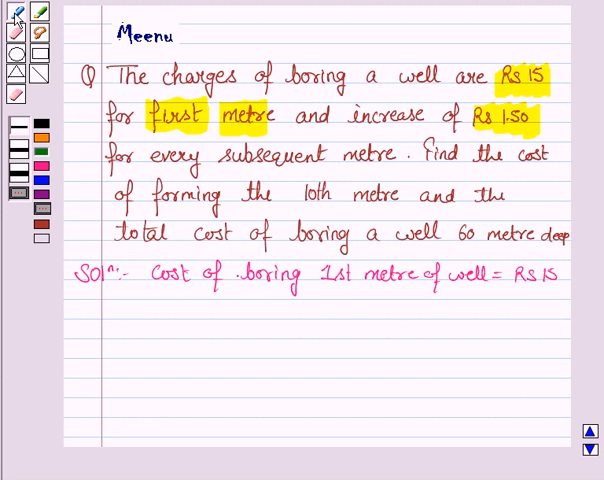 Meenu
Q The charges of boring a well are Rs 15
for first metre and increase of Rs 1.50
for every subsequent metre. Find the cost
of forming the 10th metre and the
total cost of boring a well 60 metre deep
Solⁿ:- Cost of boring 1st metre of well = Rs 15